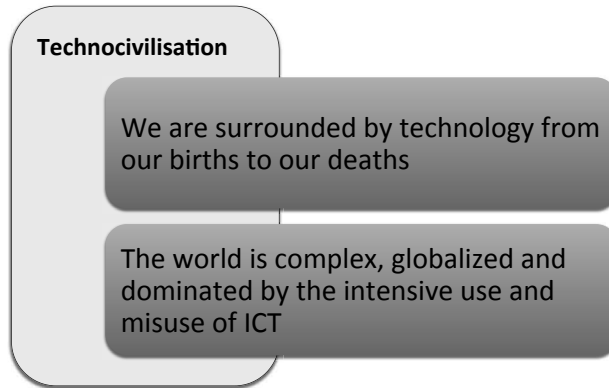 Technocivilisation
We are surrounded by technology from
our births to our deaths
The world is complex, globalized and
dominated by the intensive use and
misuse of ICT